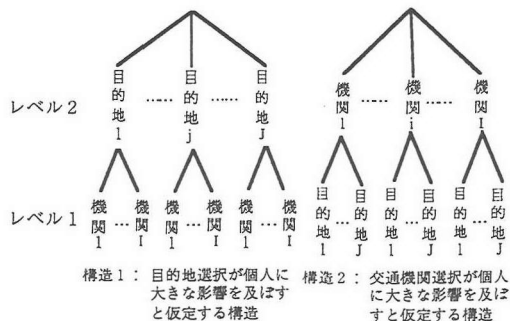 目的地1 …… 目的地j …… 目的地J
機関1 …… 機関i …… 機関I
レベル2
機関1 … 機関I 機関1 … 機関I 機関1 … 機関I
目的地1 … 目的地J 目的地1 … 目的地J 目的地1 … 目的地J
レベル1
構造1: 目的地選択が個人に
大きな影響を及ぼす
と仮定する構造
構造2: 交通機関選択が個人
に大きな影響を及ぼ
すと仮定する構造